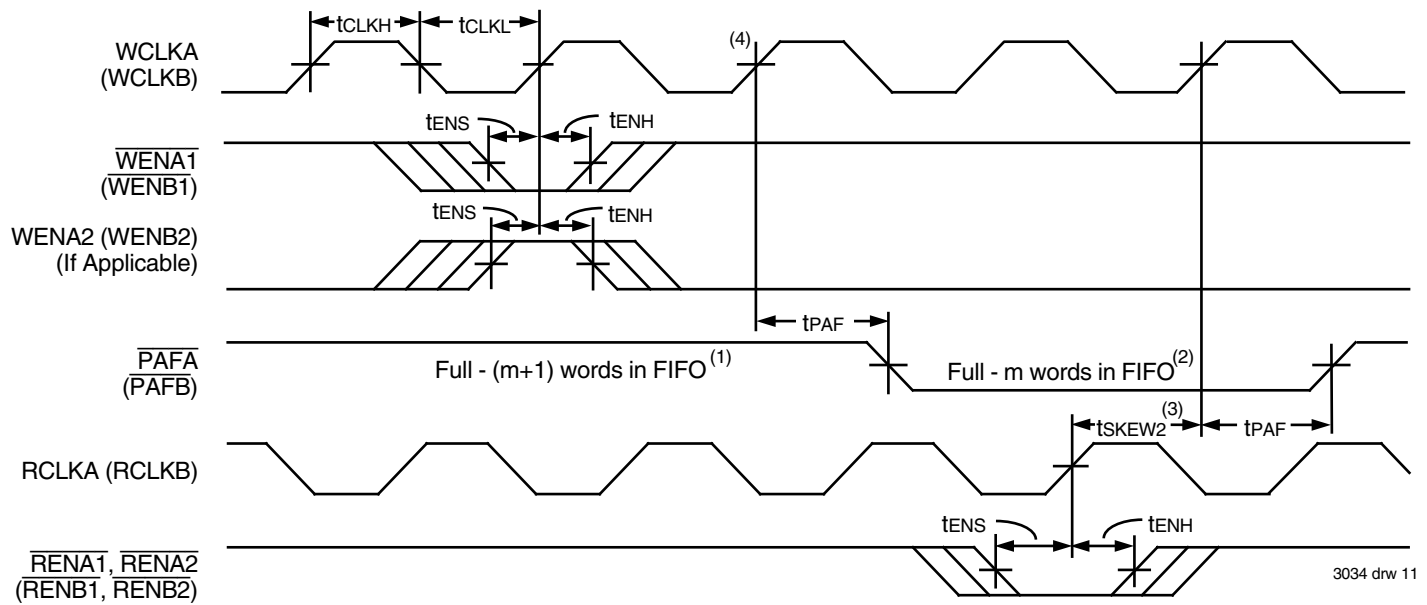 tCLKH tCLKL
WCLKA
(WCLKB)
(4)
tENS tENH
WENA1
(WENB1)
tENS tENH
WENA2 (WENB2)
(If Applicable)
tPAF
PAFA
(PAFB)
Full - (m+1) words in FIFO(1)
Full - m words in FIFO(2)
(3)
tSKEW2 tPAF
RCLKA (RCLKB)
tENS tENH
RENA1, RENA2
(RENB1, RENB2)
3034 drw 11